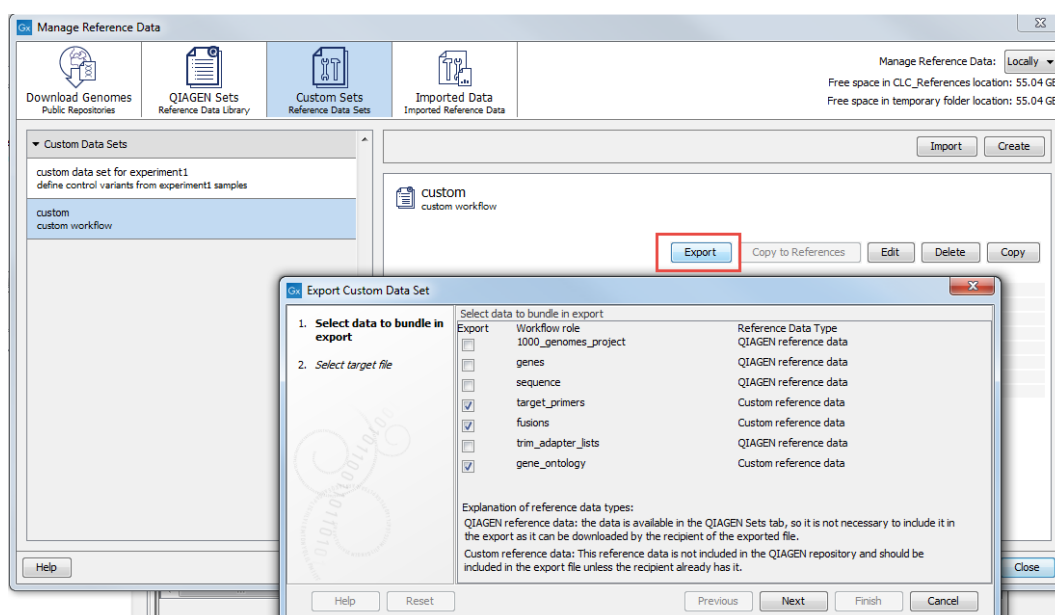 Gx Manage Reference Data
Download Genomes
Public Repositories
QIAGEN Sets
Reference Data Library
Custom Sets
Reference Data Sets
Imported Data
Imported Reference Data
Manage Reference Data: Locally
Free space in CLC_References location: 55.04 GB
Free space in temporary folder location: 55.04 GB
Custom Data Sets
custom data set for experiment1
define control variants from experiment1 samples
custom
custom workflow
Import Create
custom
custom workflow
Export Copy to References Edit Delete Copy
Gx Export Custom Data Set
1. Select data to bundle in
export
2. Select target file
Select data to bundle in export
Export Workflow role Reference Data Type
1000_genomes_project QIAGEN reference data
genes QIAGEN reference data
sequence QIAGEN reference data
target_primers Custom reference data
fusions Custom reference data
trim_adapter_lists QIAGEN reference data
gene_ontology Custom reference data
Explanation of reference data types:
QIAGEN reference data: the data is available in the QIAGEN Sets tab, so it is not necessary to include it in
the export as it can be downloaded by the recipient of the exported file.
Custom reference data: This reference data is not included in the QIAGEN repository and should be
included in the export file unless the recipient already has it.
Help Reset Previous Next Finish Cancel
Help Close